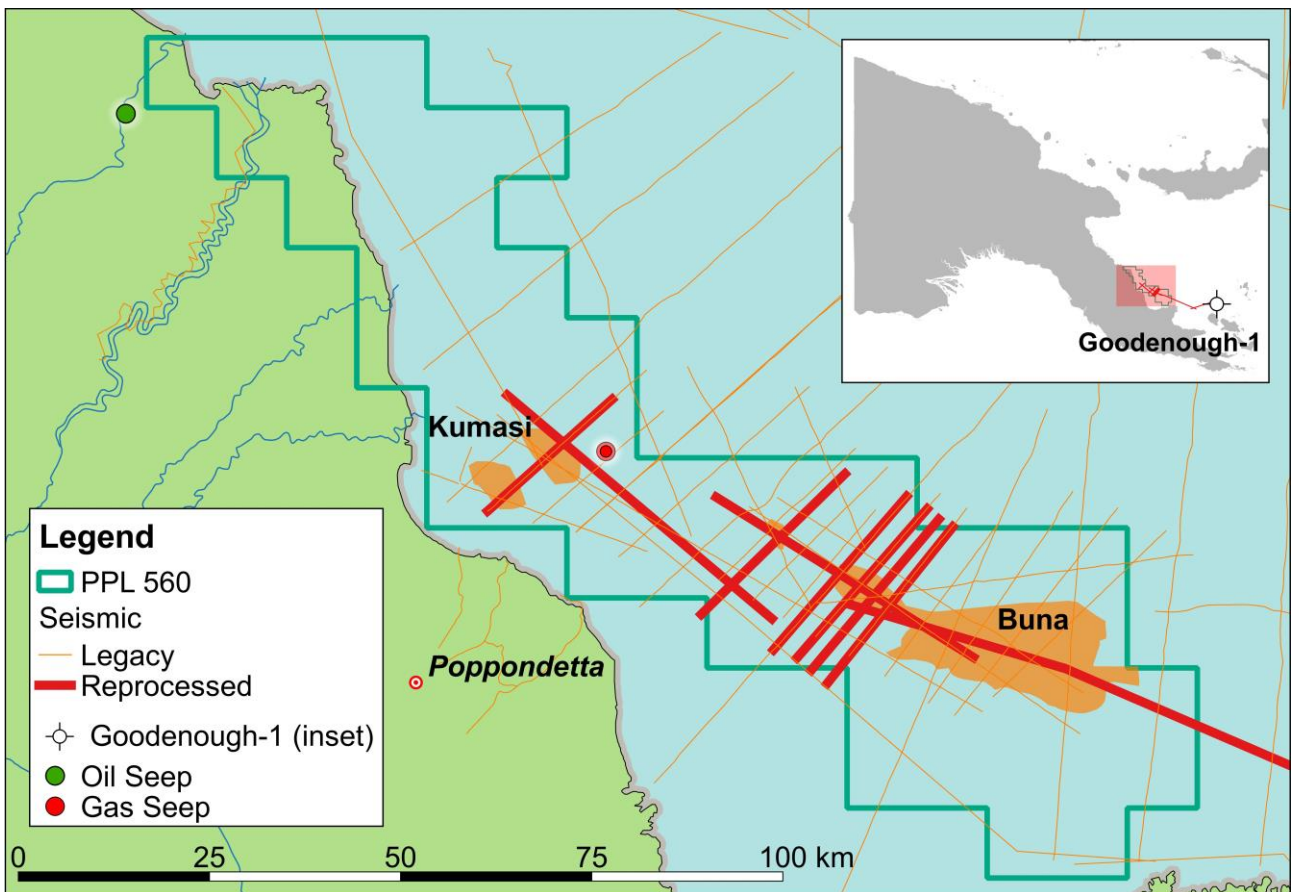 Goodenough-1
Kumasi
Buna
Poppondetta
Legend
PPL 560
Seismic
Legacy
Reprocessed
Goodenough-1 (inset)
Oil Seep
Gas Seep
0 25 50 75 100 km